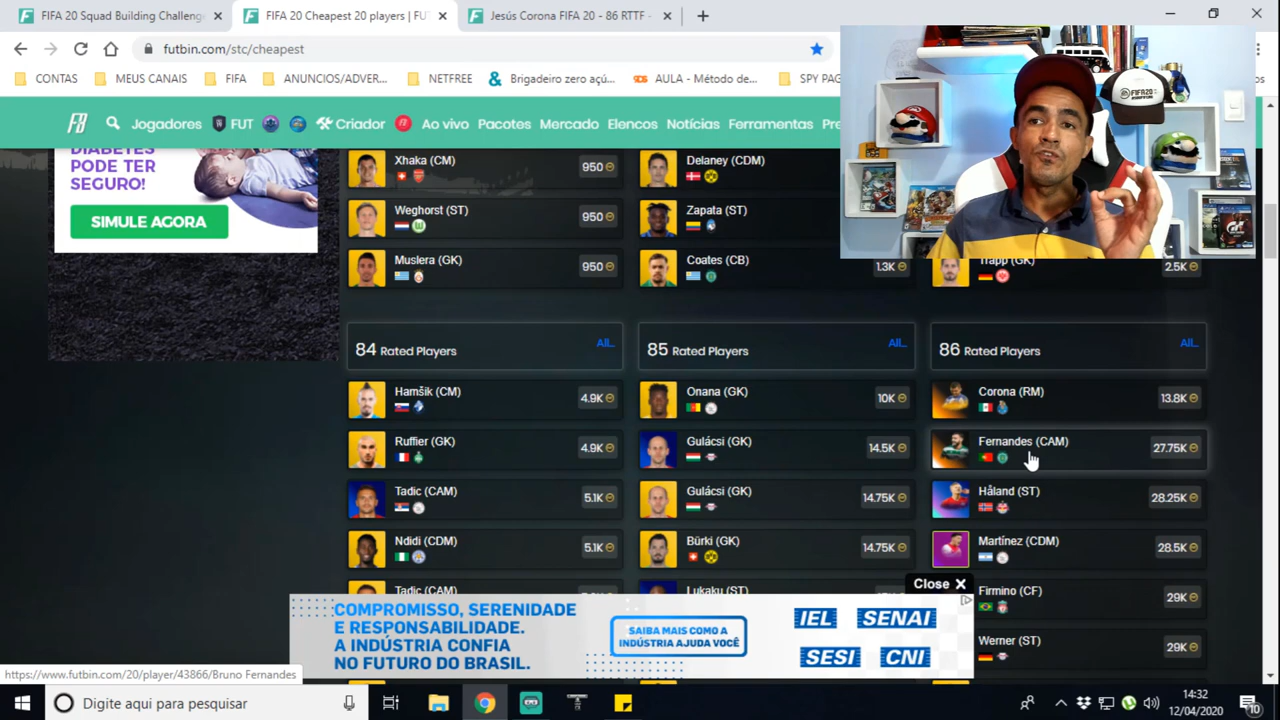 FIFA 20 Squad Building Challenge
FIFA 20 Cheapest 20 players | FUT
Jesús Corona FIFA 20 - 86 RTTF -
futbin.com/stc/cheapest
CONTAS
MEUS CANAIS
FIFA
ANUNCIOS/ADVER...
NETFREE
Brigadeiro zero açú...
AULA - Método de...
SPY PAG
Jogadores
FUT
Criador
Ao vivo
Pacotes
Mercado
Elencos
Notícias
Ferramentas
DIABETES
PODE TER
SEGURO!
SIMULE AGORA
Xhaka (CM)
950
Delaney (CDM)
Weghorst (ST)
950
Zapata (ST)
Muslera (GK)
950
Coates (CB)
1.3K
Trapp (GK)
2.5K
84 Rated Players
All...
85 Rated Players
All...
86 Rated Players
All...
Hamšík (CM)
4.9K
Onana (GK)
10K
Corona (RM)
13.8K
Ruffier (GK)
4.9K
Gulácsi (GK)
14.5K
Fernandes (CAM)
27.75K
Tadic (CAM)
5.1K
Gulácsi (GK)
14.75K
Håland (ST)
28.25K
Ndidi (CDM)
5.1K
Bürki (GK)
14.75K
Martínez (CDM)
28.5K
Tadic (CAM)
Lukaku (ST)
Close X
Firmino (CF)
29K
Werner (ST)
29K
COMPROMISSO, SERENIDADE
E RESPONSABILIDADE.
A INDÚSTRIA CONFIA
NO FUTURO DO BRASIL.
SAIBA MAIS COMO A
INDÚSTRIA AJUDA VOCÊ
IEL
SENAI
SESI
CNI
https://www.futbin.com/20/player/43866/Bruno Fernandes
Digite aqui para pesquisar
14:32
12/04/2020
10